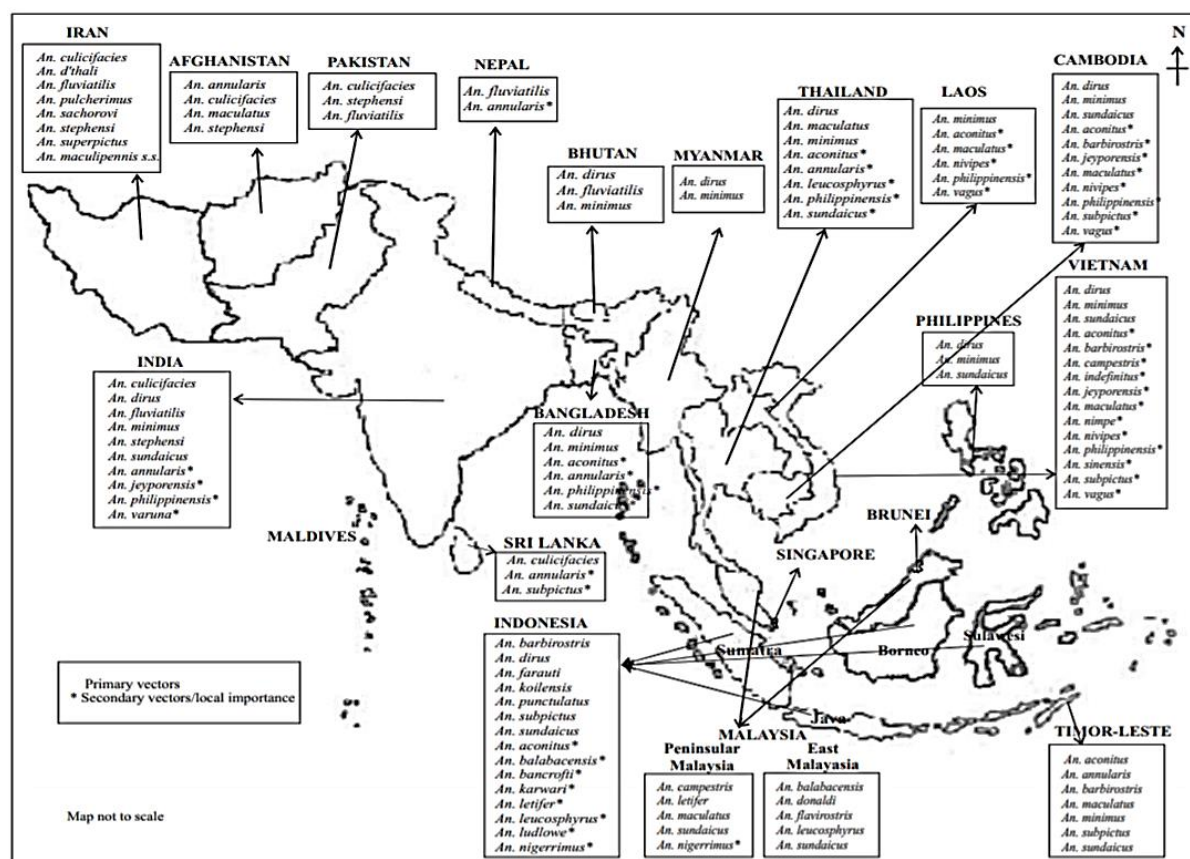 IRAN
An. culicifacies
An. d'thali
An. fluviatilis
An. pulcherimus
An. sachorovi
An. stephensi
An. superpictus
An. maculipennis s.s.
AFGHANISTAN
An. annularis
An. culicifacies
An. maculatus
An. stephensi
PAKISTAN
An. culicifacies
An. stephensi
An. fluviatilis
NEPAL
An. fluviatilis
An. annularis*
BHUTAN
An. dirus
An. fluviatilis
An. minimus
MYANMAR
An. dirus
An. minimus
THAILAND
An. dirus
An. maculatus
An. minimus
An. aconitus*
An. annularis*
An. leucosphyrus*
An. philippinensis*
An. sundaicus*
LAOS
An. minimus
An. aconitus*
An. maculatus*
An. nivipes*
An. philippinensis*
An. vagus*
N
CAMBODIA
An. dirus
An. minimus
An. sundaicus
An. aconitus*
An. barbirostris*
An. jeyporensis*
An. maculatus*
An. nivipes*
An. philippinensis*
An. subpictus*
An. vagus*
VIETNAM
An. dirus
An. minimus
An. sundaicus
An. aconitus*
An. barbirostris*
An. campestris*
An. indefinitus*
An. jeyporensis*
An. maculatus*
An. nimpe*
An. nivipes*
An. philippinensis*
An. sinensis*
An. subpictus*
An. vagus*
PHILIPPINES
An. dirus
An. minimus
An. sundaicus
INDIA
An. culicifacies
An. dirus
An. fluviatilis
An. minimus
An. stephensi
An. sundaicus
An. annularis*
An. jeyporensis*
An. philippinensis*
An. varuna*
BANGLADESH
An. dirus
An. minimus
An. aconitus*
An. annularis*
An. philippinensis*
An. sundaicus*
MALDIVES
SRI LANKA
An. culicifacies
An. annularis*
An. subpictus*
SINGAPORE
BRUNEI
INDONESIA
An. barbirostris
An. dirus
An. farauti
An. koilensis
An. punctulatus
An. subpictus
An. sundaicus
An. aconitus*
An. balabacensis*
An. bancrofti*
An. karwari*
An. letifer*
An. leucosphyrus*
An. ludlowe*
An. nigerrimus*
Sumatra
Borneo
Sulawesi
Java
MALAYSIA
Peninsular
Malaysia
An. campestris
An. letifer
An. maculatus
An. sundaicus
An. nigerrimus*
East
Malayasia
An. balabacensis
An. donaldi
An. flavirostris
An. leucosphyrus
An. sundaicus
TIMOR-LESTE
An. aconitus
An. annularis
An. barbirostris
An. maculatus
An. minimus
An. subpictus
An. sundaicus
Primary vectors
* Secondary vectors/local importance
Map not to scale